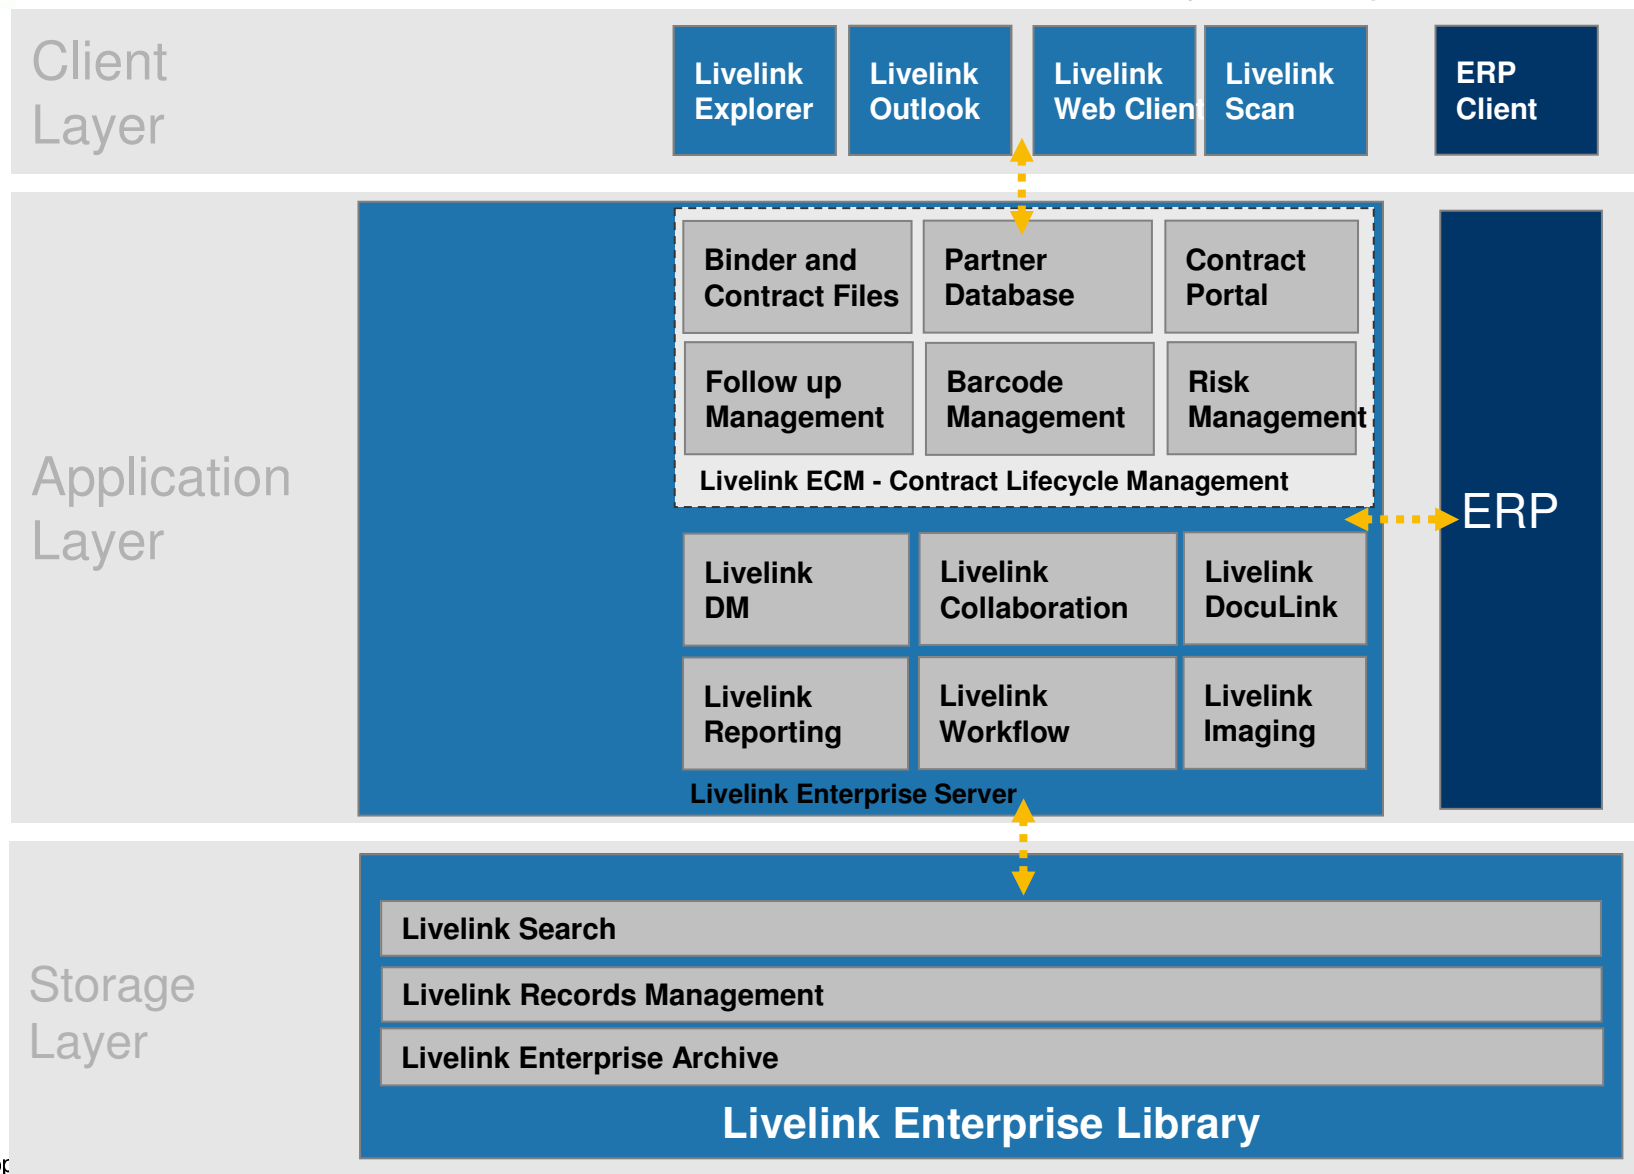 Client
Layer
Livelink
Explorer
Livelink
Outlook
Livelink
Web Client
Livelink
Scan
ERP
Client
Application
Layer
Binder and
Contract Files
Partner
Database
Contract
Portal
Follow up
Management
Barcode
Management
Risk
Management
Livelink ECM - Contract Lifecycle Management
ERP
Livelink
DM
Livelink
Collaboration
Livelink
DocuLink
Livelink
Reporting
Livelink
Workflow
Livelink
Imaging
Livelink Enterprise Server
Storage
Layer
Livelink Search
Livelink Records Management
Livelink Enterprise Archive
Livelink Enterprise Library